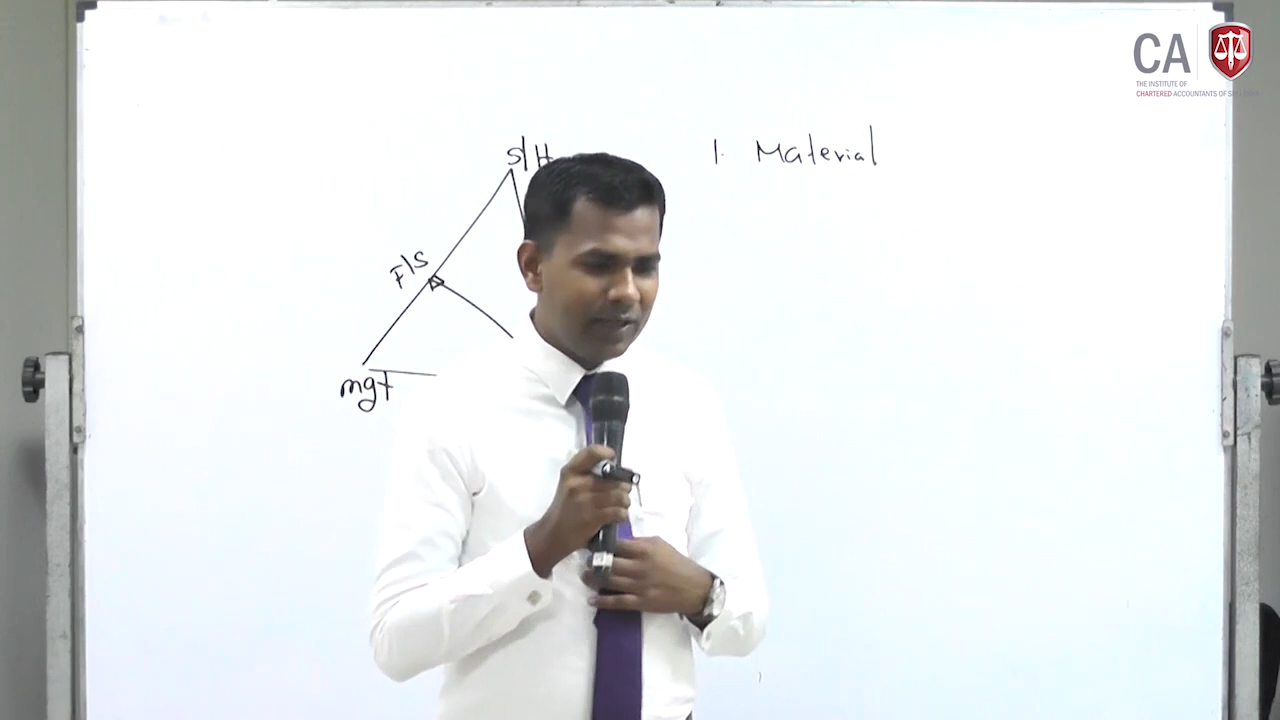 CA
THE INSTITUTE OF
CHARTERED ACCOUNTANTS OF SRI LANKA
S/H
1. Material
F/S
mgt